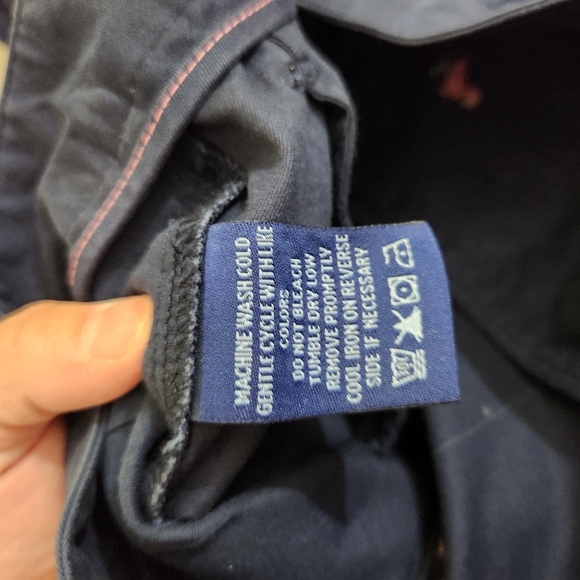 MACHINE WASH COLD
GENTLE CYCLE WITH LIKE
COLORS
DO NOT BLEACH
TUMBLE DRY LOW
REMOVE PROMPTLY
COOL IRON ON REVERSE
SIDE IF NECESSARY